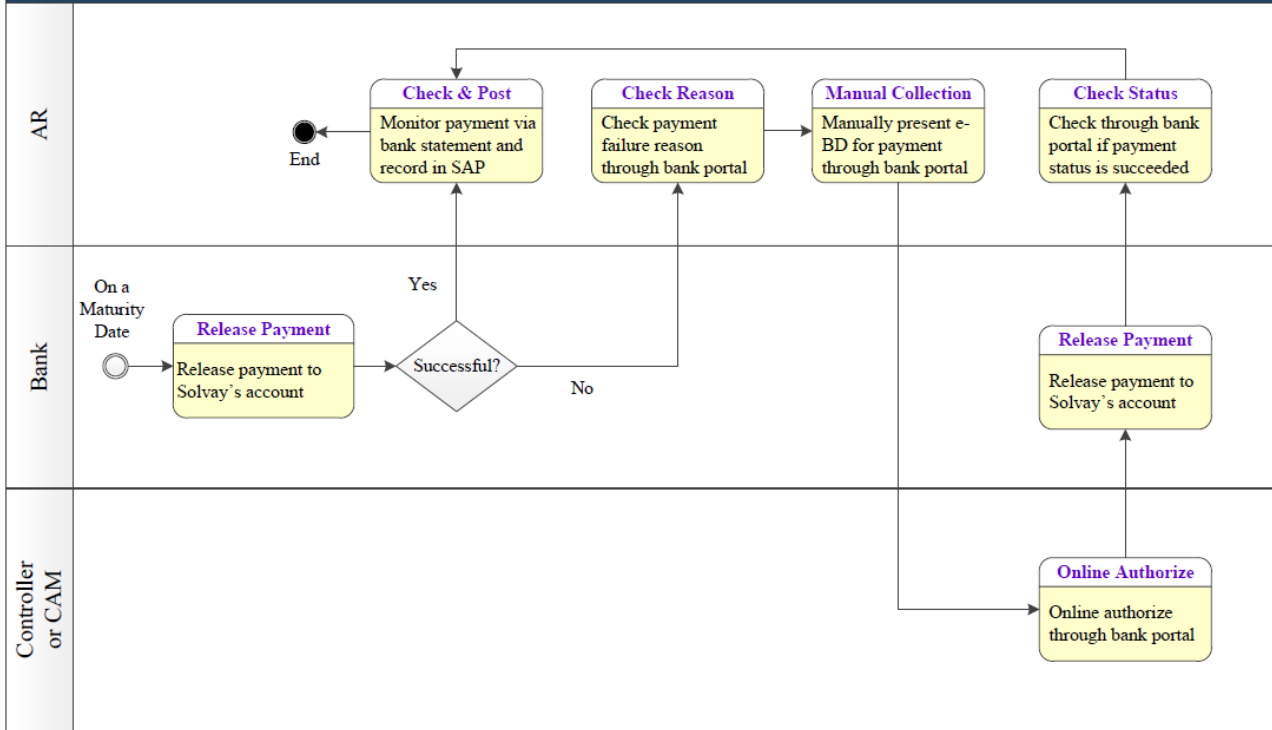 AR
Check & Post
Monitor payment via
bank statement and
record in SAP
End
Check Reason
Check payment
failure reason
through bank portal
Manual Collection
Manually present e-
BD for payment
through bank portal
Check Status
Check through bank
portal if payment
status is succeeded
Bank
On a
Maturity
Date
Release Payment
Release payment to
Solvay’s account
Successful?
Yes
No
Release Payment
Release payment to
Solvay’s account
Controller
or CAM
Online Authorize
Online authorize
through bank portal